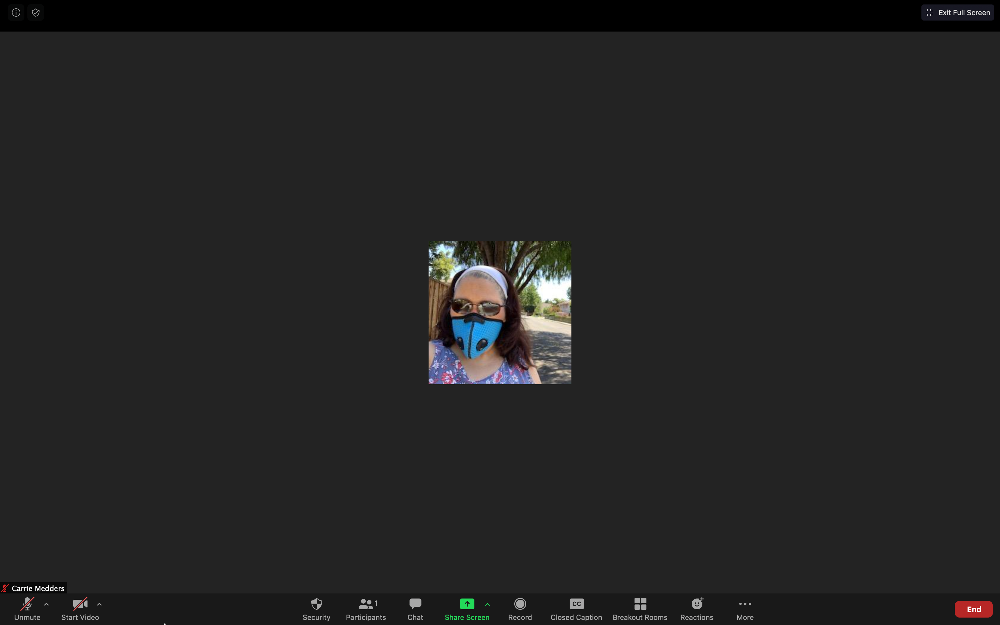 Exit Full Screen
Carrie Medders
Unmute
Start Video
Security
Participants 1
Chat
Share Screen
Record
CC
Closed Caption
Breakout Rooms
Reactions
More
End